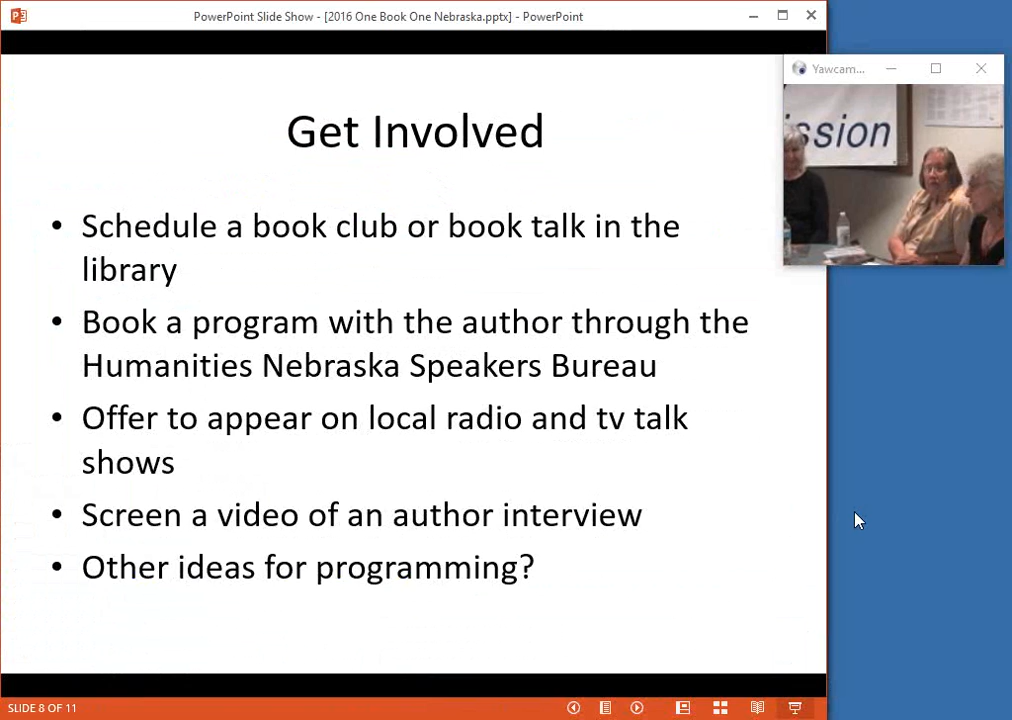 PowerPoint Slide Show - [2016 One Book One Nebraska.pptx] - PowerPoint
Yawcam...
ssion
Get Involved
• Schedule a book club or book talk in the
library
• Book a program with the author through the
Humanities Nebraska Speakers Bureau
• Offer to appear on local radio and tv talk
shows
• Screen a video of an author interview
• Other ideas for programming?
SLIDE 8 OF 11